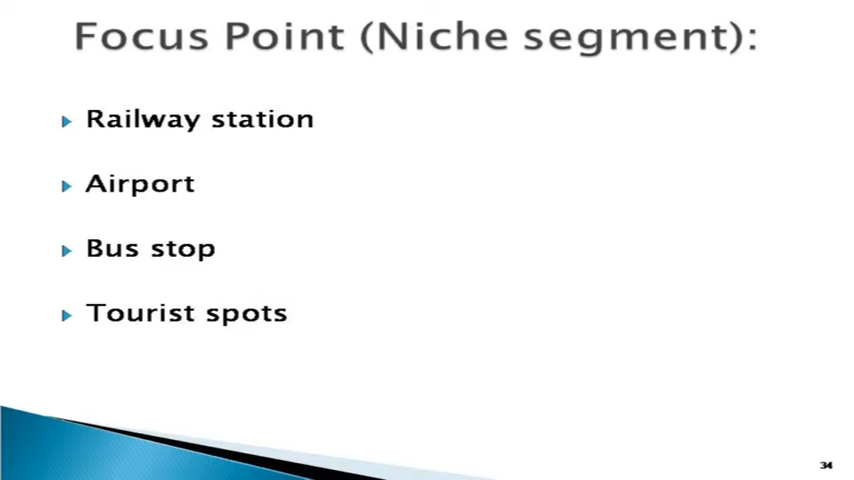 Focus Point (Niche segment):
Railway station
Airport
Bus stop
Tourist spots
34